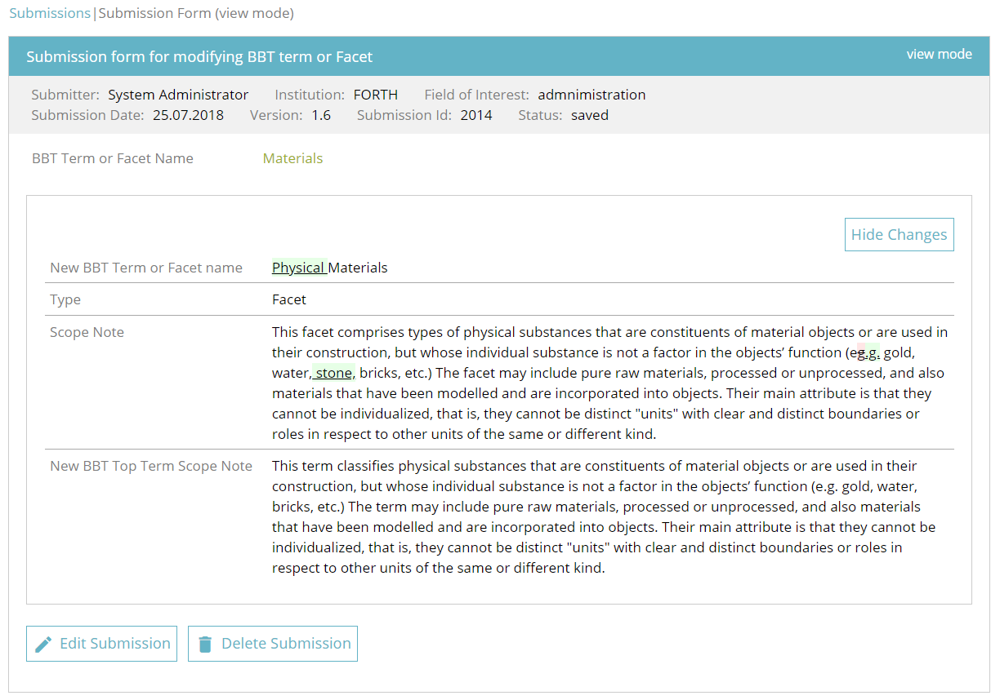 Submissions|Submission Form (view mode)
Submission form for modifying BBT term or Facet
view mode
Submitter: System Administrator Institution: FORTH Field of Interest: admnimistration
Submission Date: 25.07.2018 Version: 1.6 Submission Id: 2014 Status: saved
BBT Term or Facet Name Materials
Hide Changes
New BBT Term or Facet name Physical Materials
Type Facet
Scope Note This facet comprises types of physical substances that are constituents of material objects or are used in
their construction, but whose individual substance is not a factor in the objects’ function (eg.g. gold,
water, stone, bricks, etc.) The facet may include pure raw materials, processed or unprocessed, and also
materials that have been modelled and are incorporated into objects. Their main attribute is that they
cannot be individualized, that is, they cannot be distinct "units" with clear and distinct boundaries or
roles in respect to other units of the same or different kind.
New BBT Top Term Scope Note This term classifies physical substances that are constituents of material objects or are used in their
construction, but whose individual substance is not a factor in the objects’ function (e.g. gold, water,
bricks, etc.) The term may include pure raw materials, processed or unprocessed, and also materials
that have been modelled and are incorporated into objects. Their main attribute is that they cannot be
individualized, that is, they cannot be distinct "units" with clear and distinct boundaries or roles in
respect to other units of the same or different kind.
Edit Submission Delete Submission